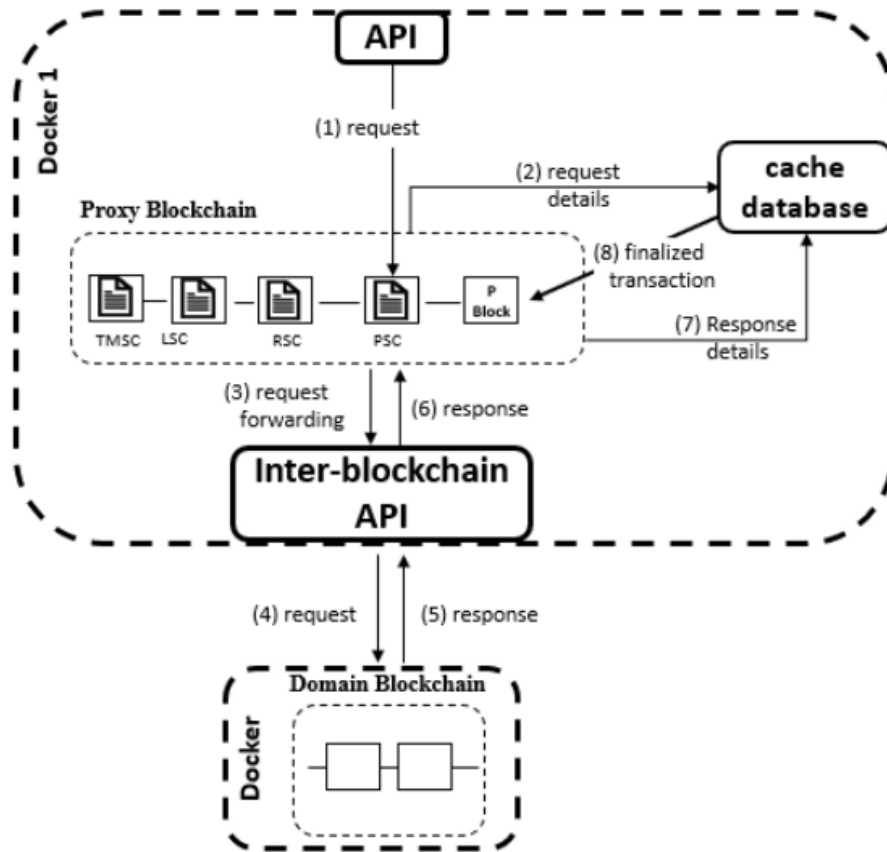 API
Docker 1
(1) request
(2) request
details
cache
database
Proxy Blockchain
(8) finalized
transaction
P
Block
TMSC
LSC
RSC
PSC
(7) Response
details
(3) request
forwarding
(6) response
Inter-blockchain
API
(4) request
(5) response
Domain Blockchain
Docker